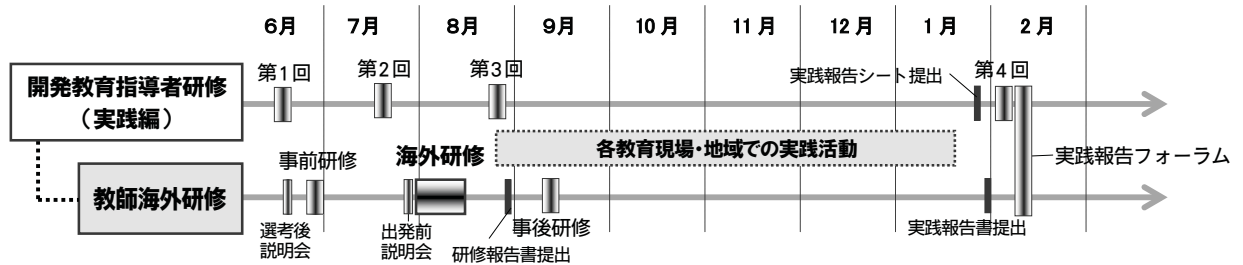 6月 7月 8月 9月 10月 11月 12月 1月 2月
第1回 第2回 第3回 実践報告シート提出 第4回
開発教育指導者研修
（実践編）
各教育現場・地域での実践活動
実践報告フォーラム
教師海外研修
事前研修
海外研修
選考後
説明会
出発前
説明会
研修報告書提出
事後研修
実践報告書提出